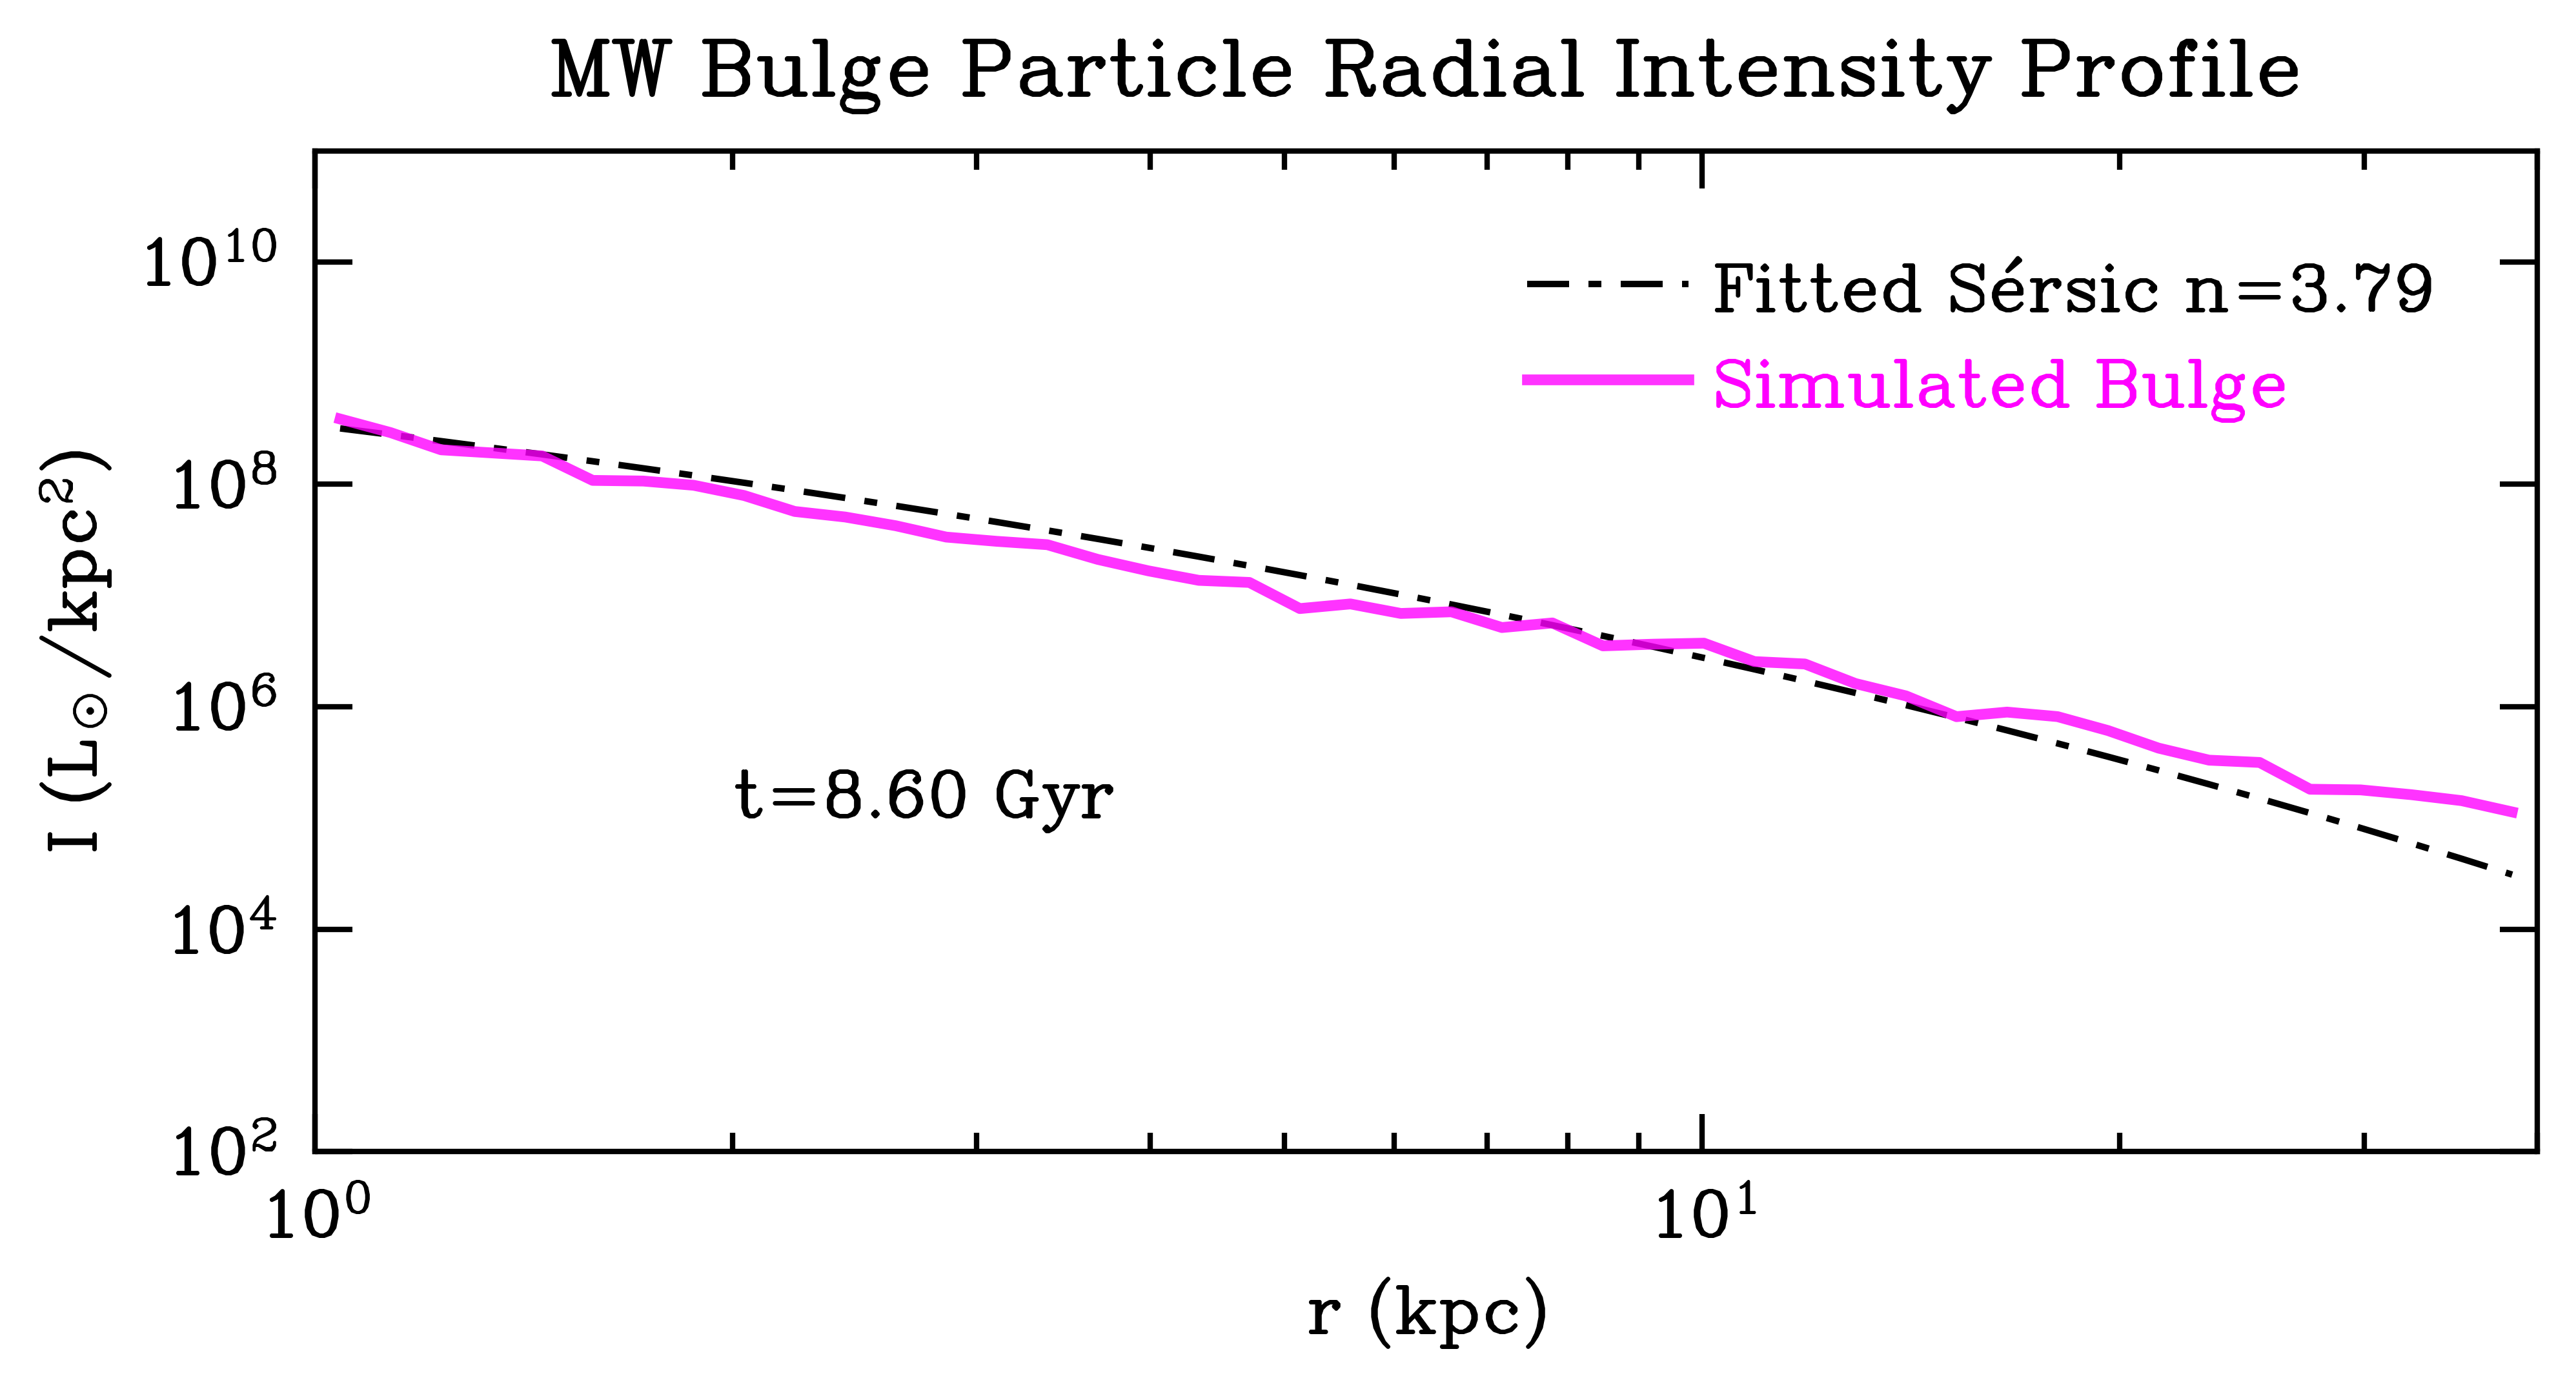 MW Bulge Particle Radial Intensity Profile
10¹⁰
Fitted Sérsic n=3.79
Simulated Bulge
10⁸
I (L⊙/kpc²)
10⁶
t=8.60 Gyr
10⁴
10²
10⁰ 10¹
r (kpc)